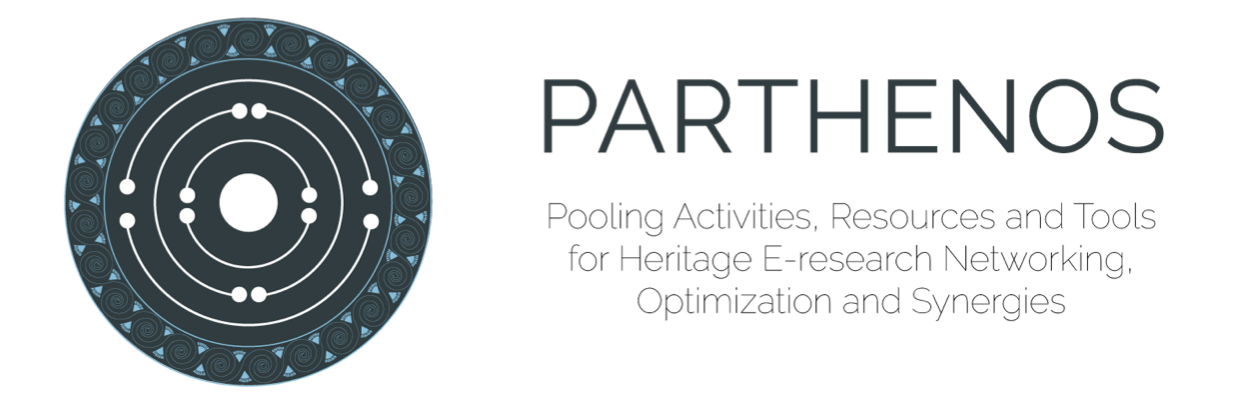 PARTHENOS
Pooling Activities, Resources and Tools
for Heritage E-research Networking,
Optimization and Synergies